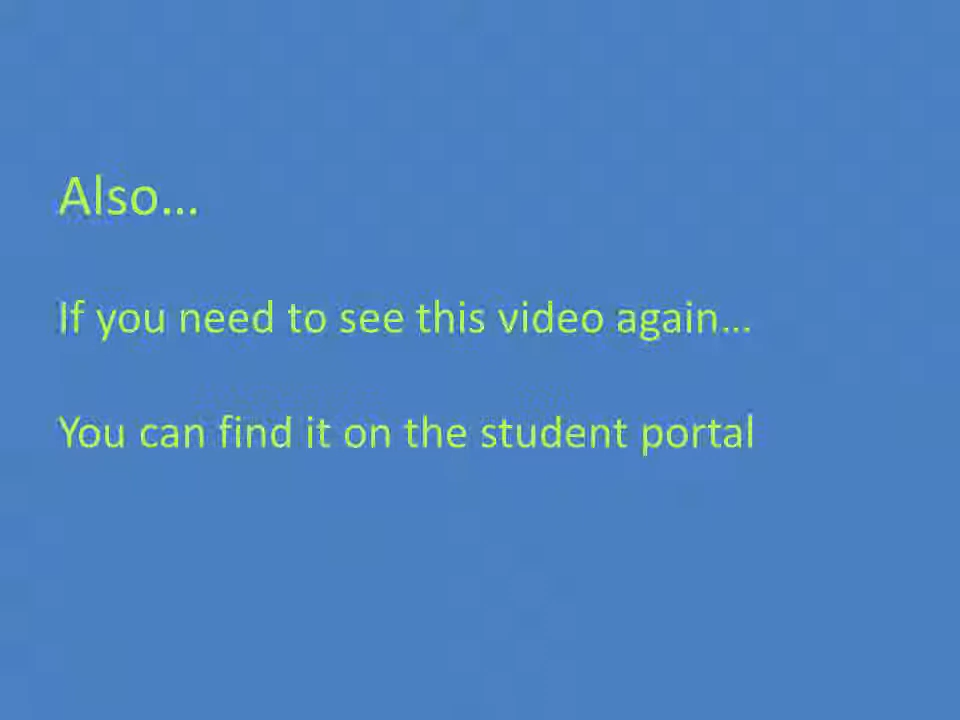 Also…
If you need to see this video again…
You can find it on the student portal